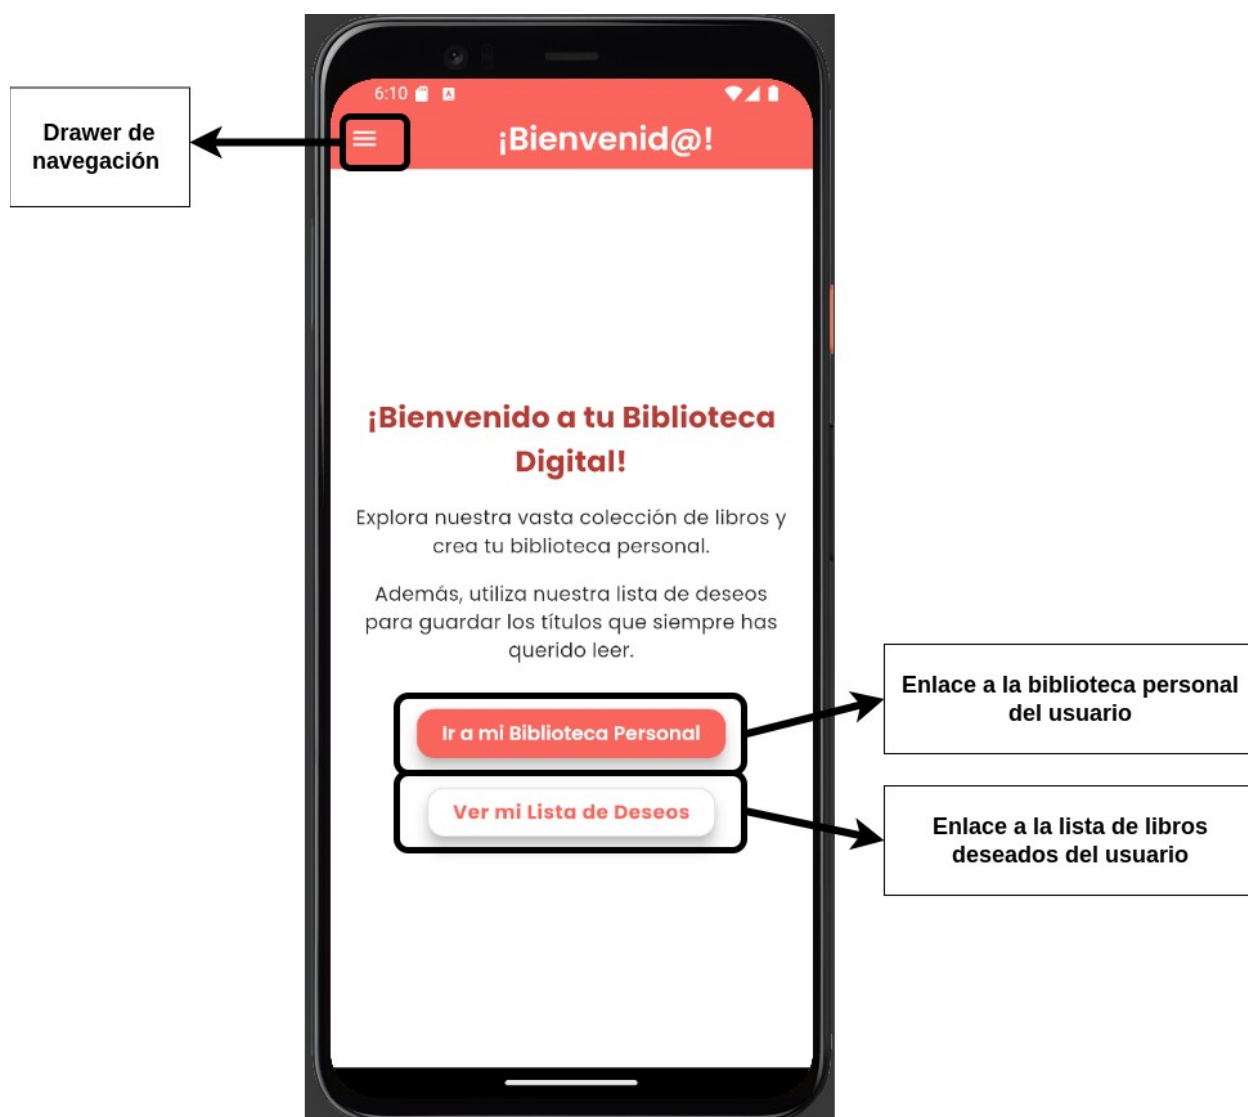 6:10
Drawer de
navegación
¡Bienvenid@!
¡Bienvenido a tu Biblioteca
Digital!
Explora nuestra vasta colección de libros y
crea tu biblioteca personal.
Además, utiliza nuestra lista de deseos
para guardar los títulos que siempre has
querido leer.
Ir a mi Biblioteca Personal
Enlace a la biblioteca personal
del usuario
Ver mi Lista de Deseos
Enlace a la lista de libros
deseados del usuario